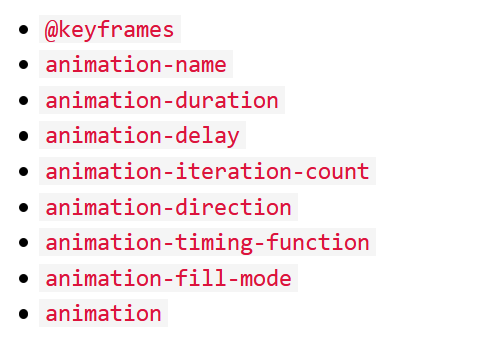 @keyframes
animation-name
animation-duration
animation-delay
animation-iteration-count
animation-direction
animation-timing-function
animation-fill-mode
animation